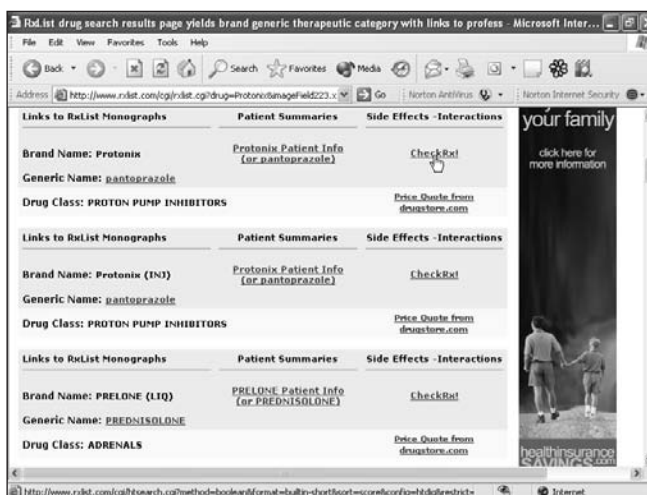 RxList drug search results page yields brand generic therapeutic category with links to profess - Microsoft Inter...
File Edit View Favorites Tools Help
Back Search Favorites Media
Address http://www.rxlist.com/cgi/rxlist.cgi?drug=Protonix&imageField223.x Go Norton AntiVirus Norton Internet Security
Links to RxList Monographs Patient Summaries Side Effects -Interactions
your family
click here for
more information
Brand Name: Protonix Protonix Patient Info (or pantoprazole) CheckRx!
Generic Name: pantoprazole
Drug Class: PROTON PUMP INHIBITORS Price Quote from drugstore.com
Links to RxList Monographs Patient Summaries Side Effects -Interactions
Brand Name: Protonix (INJ) Protonix Patient Info (or pantoprazole) CheckRx!
Generic Name: pantoprazole
Drug Class: PROTON PUMP INHIBITORS Price Quote from drugstore.com
Links to RxList Monographs Patient Summaries Side Effects -Interactions
Brand Name: PRELONE (LIQ) PRELONE Patient Info (or PREDNISOLONE) CheckRx!
Generic Name: PREDNISOLONE
Drug Class: ADRENALS Price Quote from drugstore.com
healthinsurance
SAVINGS.com
http://www.rxlist.com/cgi/htsearch.cgi?method=boolean&format=builtin-short&sort=score&config=htdig&restrict= Internet